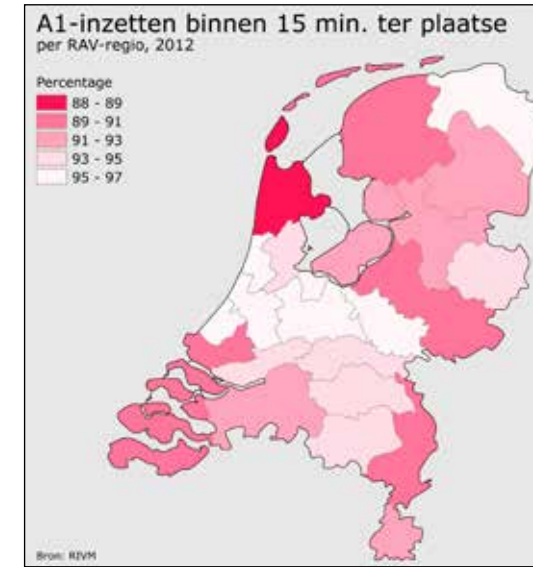 A1-inzetten binnen 15 min. ter plaatse
per RAV-regio, 2012
Percentage
88 - 89
89 - 91
91 - 93
93 - 95
95 - 97
Bron: RIVM